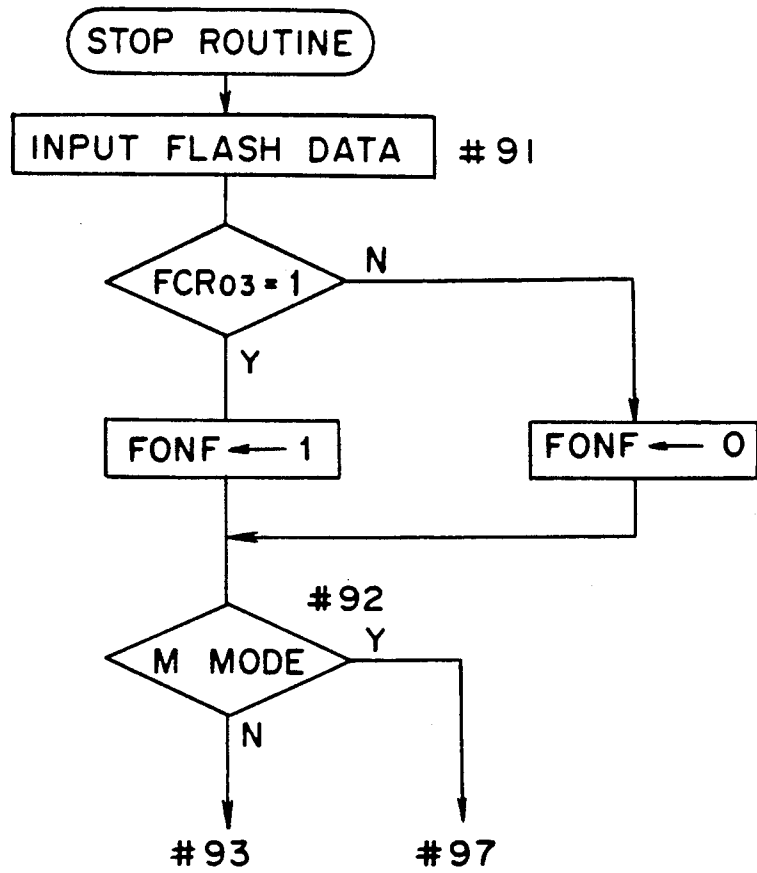 STOP ROUTINE
INPUT FLASH DATA #91
FCR03=1
N
Y
FONF ← 1
FONF ← 0
#92
M MODE
Y
N
#93
#97